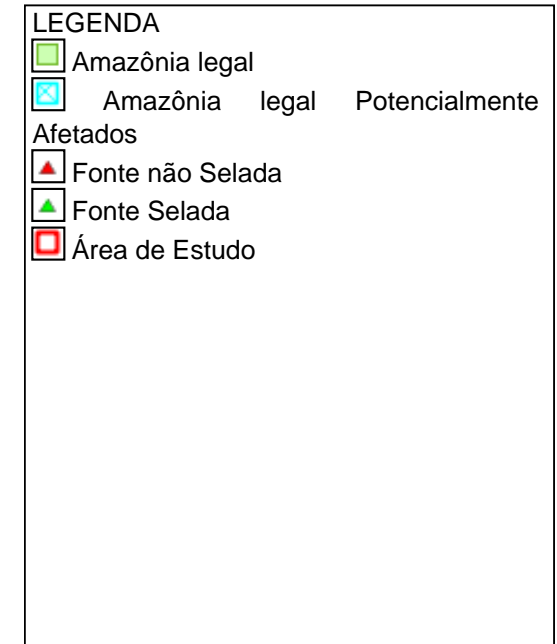 LEGENDA
Amazônia legal
Amazônia legal Potencialmente
Afetados
Fonte não Selada
Fonte Selada
Área de Estudo